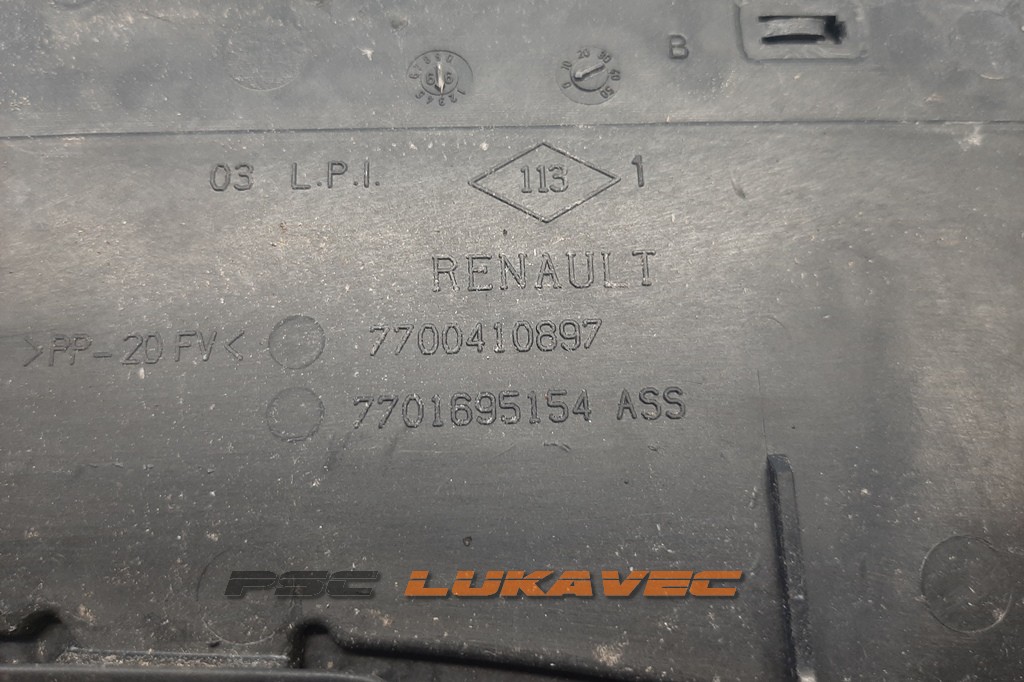 B
03 L.P.I. 113 1
RENAULT
>PP-20 FV< 7700410897
7701695154 ASS
PSC LUKAVEC